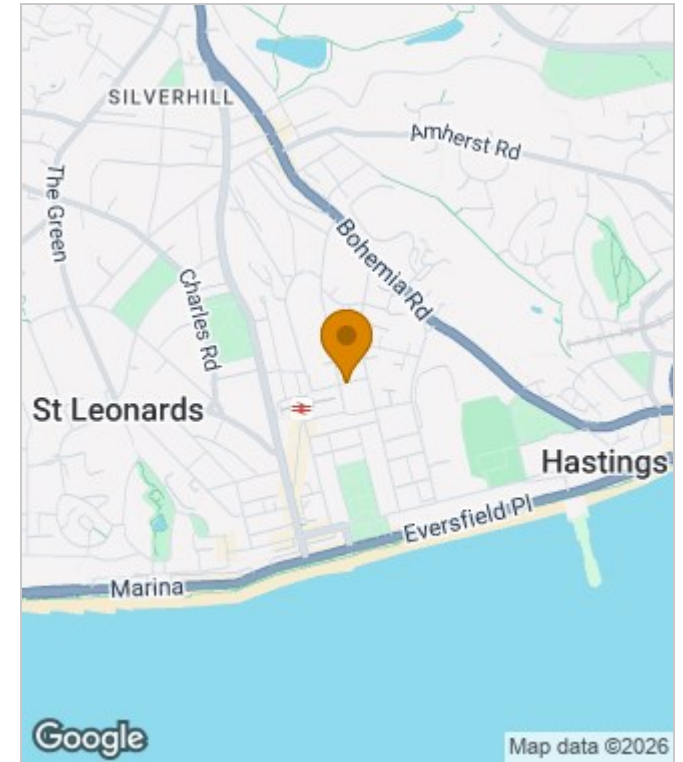 SILVERHILL
Amherst Rd
The Green
Bohemia Rd
Charles Rd
St Leonards
Hastings
Eversfield Pl
Marina
Google
Map data ©2026